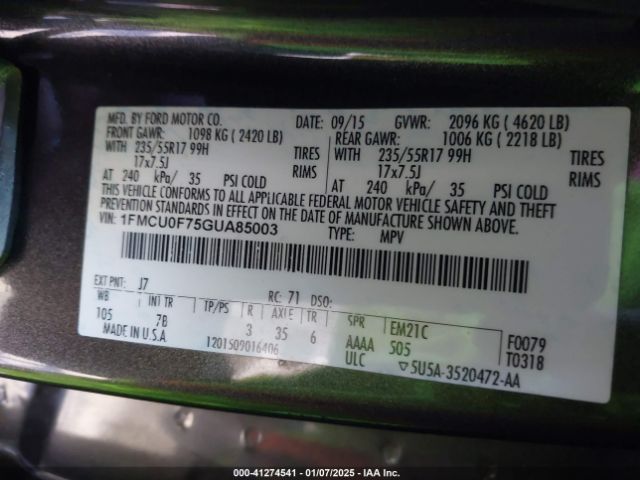 MFD. BY FORD MOTOR CO. DATE: 09/15 GVWR: 2096 KG ( 4620 LB)
FRONT GAWR: 1098 KG ( 2420 LB) REAR GAWR: 1006 KG ( 2218 LB)
WITH 235/55R17 99H TIRES WITH 235/55R17 99H TIRES
17x7.5J RIMS 17x7.5J RIMS
AT 240 kPa/ 35 PSI COLD AT 240 kPa/ 35 PSI COLD
THIS VEHICLE CONFORMS TO ALL APPLICABLE FEDERAL MOTOR VEHICLE SAFETY AND THEFT
PREVENTION STANDARDS IN EFFECT ON THE DATE OF MANUFACTURE SHOWN ABOVE.
VIN: 1FMCU0F75GUA85003 TYPE: MPV
EXT PNT: J7 RC: 71 DSO:
WB INT TR TP/PS R AXLE TR SPR EM21C
105 7B 3 35 6 AAAA 505 F0079
MADE IN U.S.A. 1201509016406 ULC ▽5U5A-3520472-AA T0318
000-41274541 | 01/07/2025 | IAA Inc.